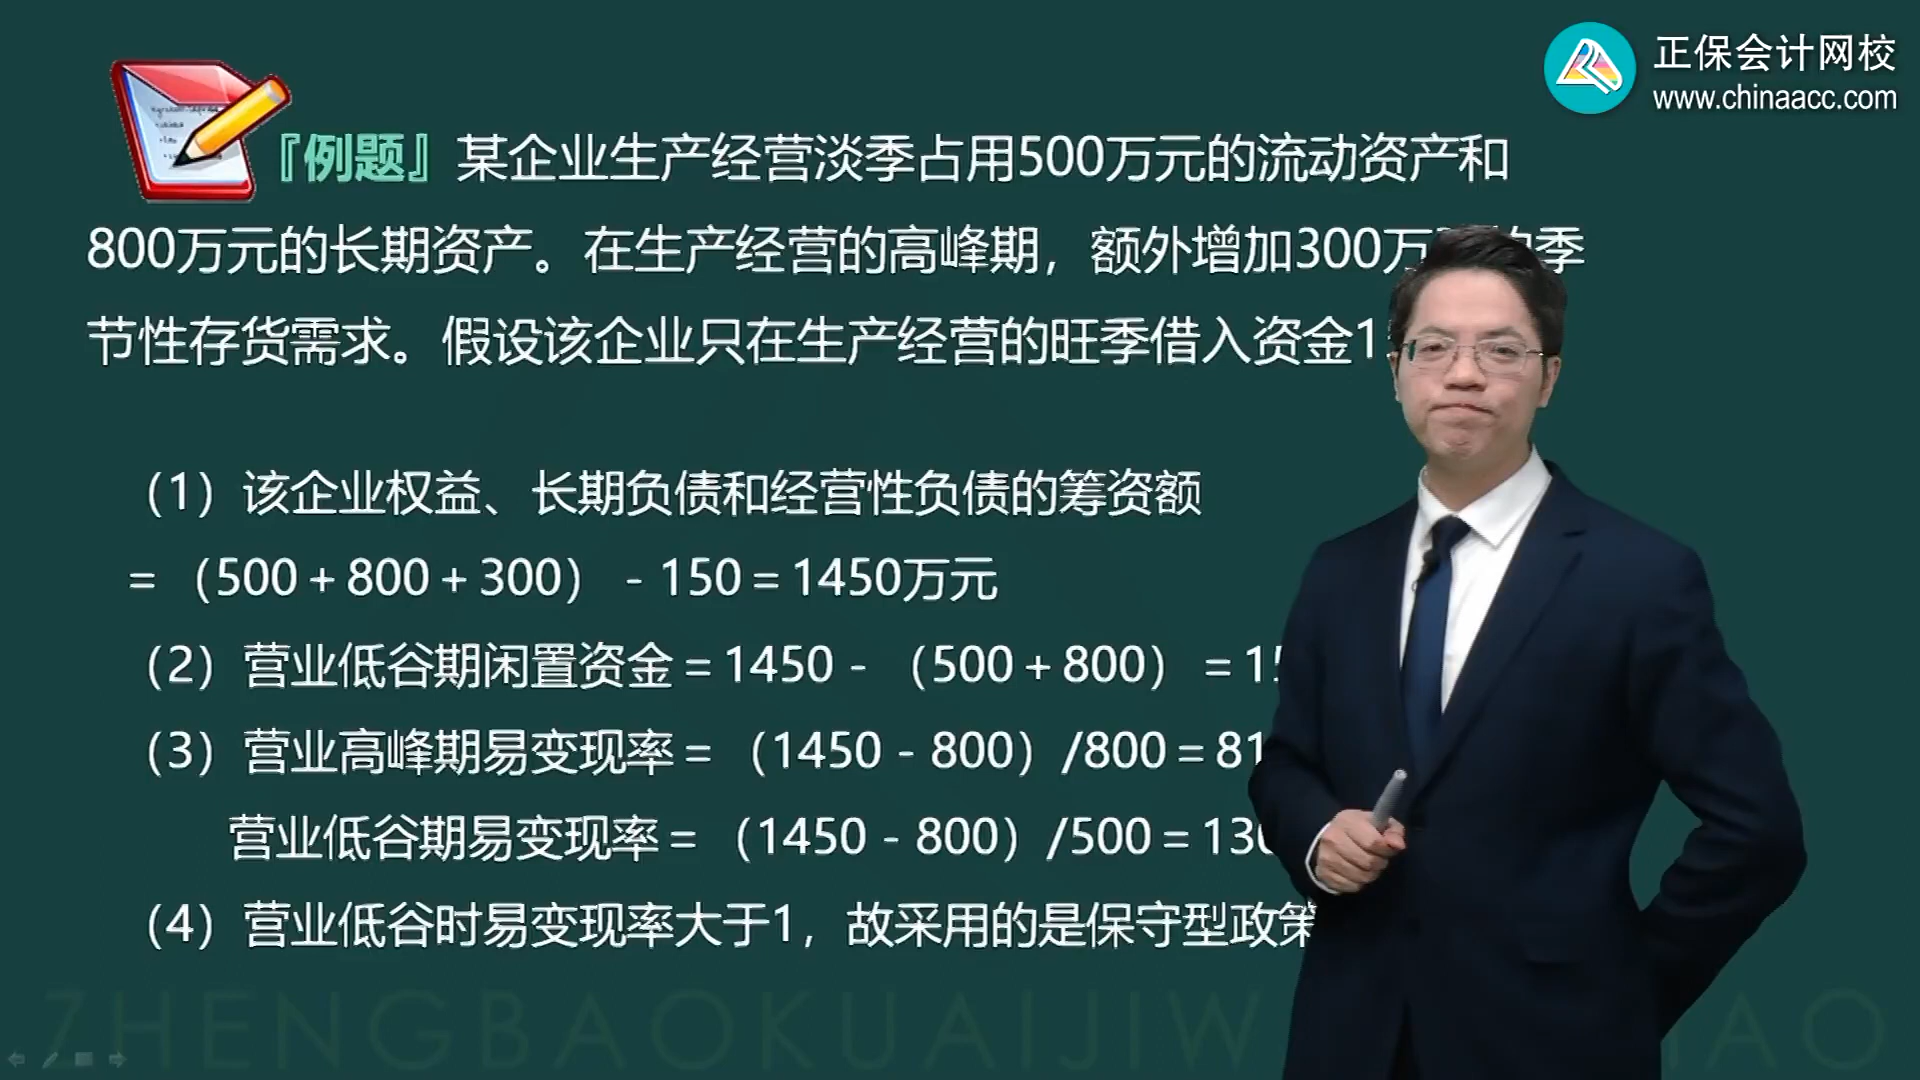 正保会计网校
www.chinaacc.com
『例题』某企业生产经营淡季占用500万元的流动资产和
800万元的长期资产。在生产经营的高峰期，额外增加300万 季
节性存货需求。假设该企业只在生产经营的旺季借入资金1
（1）该企业权益、长期负债和经营性负债的筹资额
＝（500＋800＋300）－150＝1450万元
（2）营业低谷期闲置资金＝1450－（500＋800）＝1
（3）营业高峰期易变现率＝（1450－800）/800＝81
营业低谷期易变现率＝（1450－800）/500＝130
（4）营业低谷时易变现率大于1，故采用的是保守型政策
ZHENGBAOKUAIJIW AO